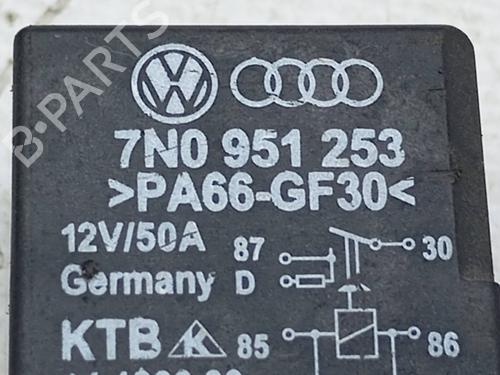 7N0 951 253
>PA66-GF30<
12V/50A
Germany
KTB K
87
D
30
85
86
B-PARTS